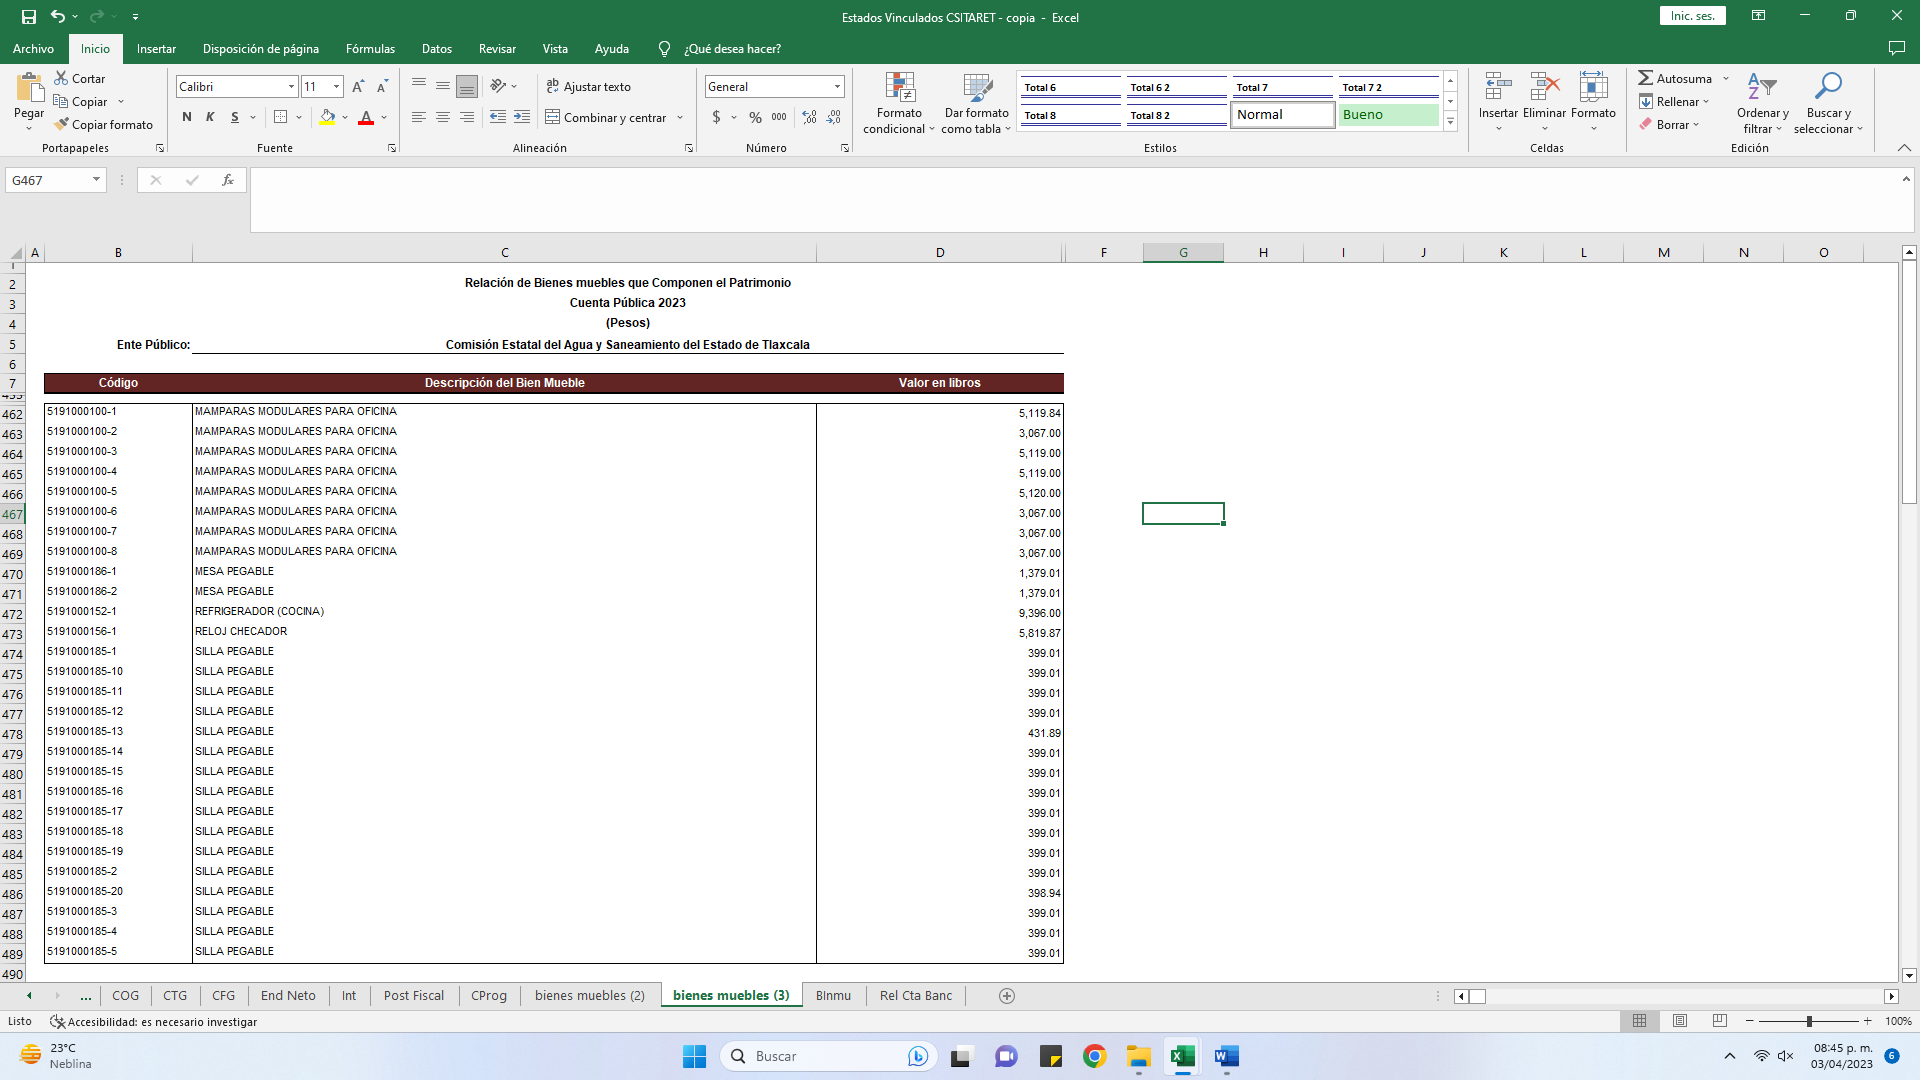 Estados Vinculados CSITARET - copia - Excel
Inic. ses.
Archivo Inicio Insertar Disposición de página Fórmulas Datos Revisar Vista Ayuda ¿Qué desea hacer?
Pegar
Cortar
Copiar
Copiar formato
Portapapeles
Calibri 11
N K S
Fuente
Ajustar texto
Combinar y centrar
Alineación
General
$ % 000
Número
Formato condicional
Dar formato como tabla
Total 6 Total 6 2 Total 7 Total 7 2
Total 8 Total 8 2 Normal Bueno
Estilos
Insertar Eliminar Formato
Celdas
Autosuma
Rellenar
Borrar
Ordenar y filtrar
Buscar y seleccionar
Edición
G467
fx
A B C D F G H I J K L M N O
1
2 Relación de Bienes muebles que Componen el Patrimonio
3 Cuenta Pública 2023
4 (Pesos)
5 Ente Público: Comisión Estatal del Agua y Saneamiento del Estado de Tlaxcala
6
7 Código Descripción del Bien Mueble Valor en libros
462 5191000100-1 MAMPARAS MODULARES PARA OFICINA 5,119.84
463 5191000100-2 MAMPARAS MODULARES PARA OFICINA 3,067.00
464 5191000100-3 MAMPARAS MODULARES PARA OFICINA 5,119.00
465 5191000100-4 MAMPARAS MODULARES PARA OFICINA 5,119.00
466 5191000100-5 MAMPARAS MODULARES PARA OFICINA 5,120.00
467 5191000100-6 MAMPARAS MODULARES PARA OFICINA 3,067.00
468 5191000100-7 MAMPARAS MODULARES PARA OFICINA 3,067.00
469 5191000100-8 MAMPARAS MODULARES PARA OFICINA 3,067.00
470 5191000186-1 MESA PEGABLE 1,379.01
471 5191000186-2 MESA PEGABLE 1,379.01
472 5191000152-1 REFRIGERADOR (COCINA) 9,396.00
473 5191000156-1 RELOJ CHECADOR 5,819.87
474 5191000185-1 SILLA PEGABLE 399.01
475 5191000185-10 SILLA PEGABLE 399.01
476 5191000185-11 SILLA PEGABLE 399.01
477 5191000185-12 SILLA PEGABLE 399.01
478 5191000185-13 SILLA PEGABLE 431.89
479 5191000185-14 SILLA PEGABLE 399.01
480 5191000185-15 SILLA PEGABLE 399.01
481 5191000185-16 SILLA PEGABLE 399.01
482 5191000185-17 SILLA PEGABLE 399.01
483 5191000185-18 SILLA PEGABLE 399.01
484 5191000185-19 SILLA PEGABLE 399.01
485 5191000185-2 SILLA PEGABLE 399.01
486 5191000185-20 SILLA PEGABLE 398.94
487 5191000185-3 SILLA PEGABLE 399.01
488 5191000185-4 SILLA PEGABLE 399.01
489 5191000185-5 SILLA PEGABLE 399.01
490
... COG CTG CFG End Neto Int Post Fiscal CProg bienes muebles (2) bienes muebles (3) BInmu Rel Cta Banc
Listo Accesibilidad: es necesario investigar 100%
23°C
Neblina
Buscar
08:45 p. m.
03/04/2023
6